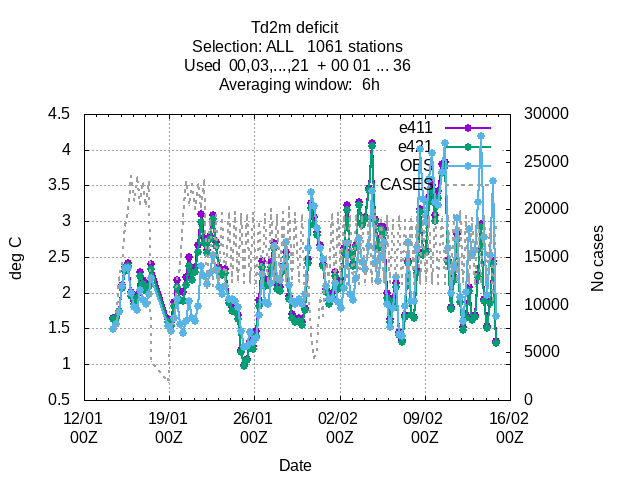 Td2m deficit
Selection: ALL   1061 stations
Used  00,03,...,21  + 00 01 ... 36
Averaging window:  6h
4.5
4
3.5
3
2.5
2
1.5
1
0.5
deg C
30000
25000
20000
15000
10000
5000
0
No cases
e411
e421
OBS
CASES
12/01 19/01 26/01 02/02 09/02 16/02
00Z 00Z 00Z 00Z 00Z 00Z
Date